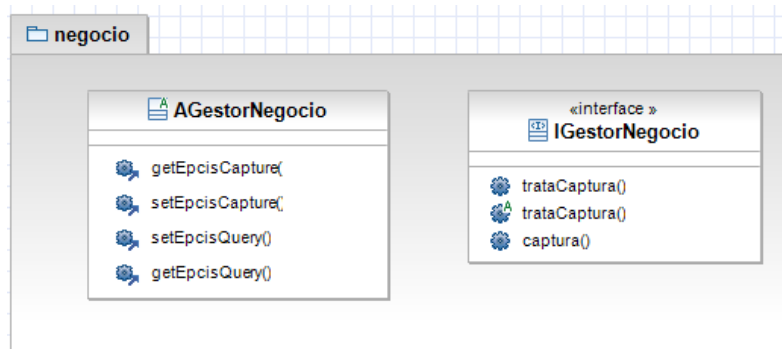 negocio
AGestorNegocio
getEpcisCapture(
setEpcisCapture()
setEpcisQuery()
getEpcisQuery()
«interface »
IGestorNegocio
trataCaptura()
trataCaptura()
captura()